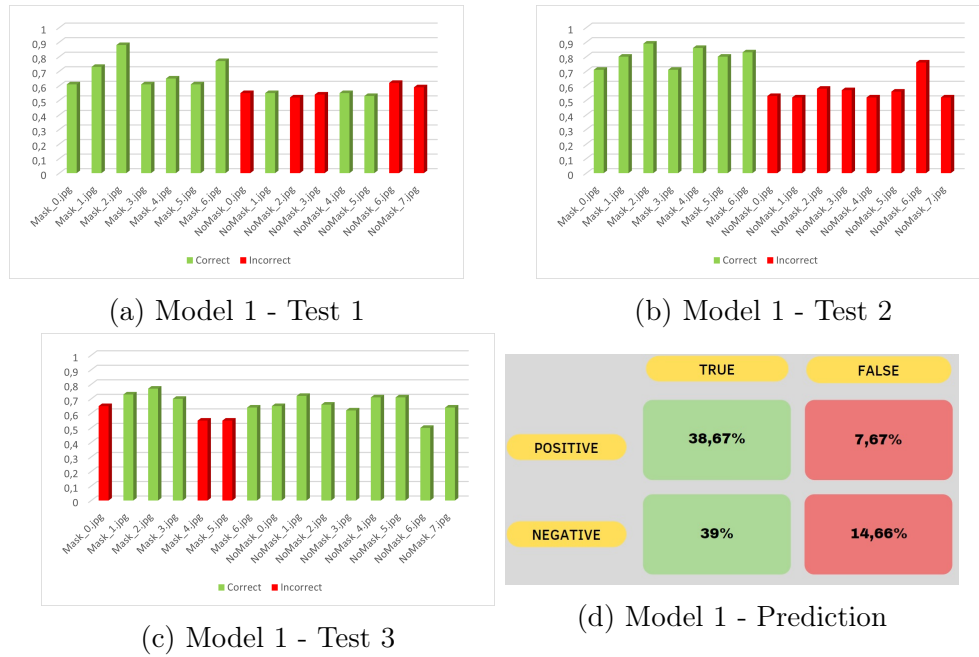 1
0,9
0,8
0,7
0,6
0,5
0,4
0,3
0,2
0,1
0
Mask_0.jpg
Mask_1.jpg
Mask_2.jpg
Mask_3.jpg
Mask_4.jpg
Mask_5.jpg
Mask_6.jpg
NoMask_0.jpg
NoMask_1.jpg
NoMask_2.jpg
NoMask_3.jpg
NoMask_4.jpg
NoMask_5.jpg
NoMask_6.jpg
NoMask_7.jpg
Correct Incorrect
(a) Model 1 - Test 1
1
0,9
0,8
0,7
0,6
0,5
0,4
0,3
0,2
0,1
0
Mask_0.jpg
Mask_1.jpg
Mask_2.jpg
Mask_3.jpg
Mask_4.jpg
Mask_5.jpg
Mask_6.jpg
NoMask_0.jpg
NoMask_1.jpg
NoMask_2.jpg
NoMask_3.jpg
NoMask_4.jpg
NoMask_5.jpg
NoMask_6.jpg
NoMask_7.jpg
Correct Incorrect
(b) Model 1 - Test 2
1
0,9
0,8
0,7
0,6
0,5
0,4
0,3
0,2
0,1
0
Mask_0.jpg
Mask_1.jpg
Mask_2.jpg
Mask_3.jpg
Mask_4.jpg
Mask_5.jpg
Mask_6.jpg
NoMask_0.jpg
NoMask_1.jpg
NoMask_2.jpg
NoMask_3.jpg
NoMask_4.jpg
NoMask_5.jpg
NoMask_6.jpg
NoMask_7.jpg
Correct Incorrect
(c) Model 1 - Test 3
TRUE FALSE
POSITIVE 38,67% 7,67%
NEGATIVE 39% 14,66%
(d) Model 1 - Prediction